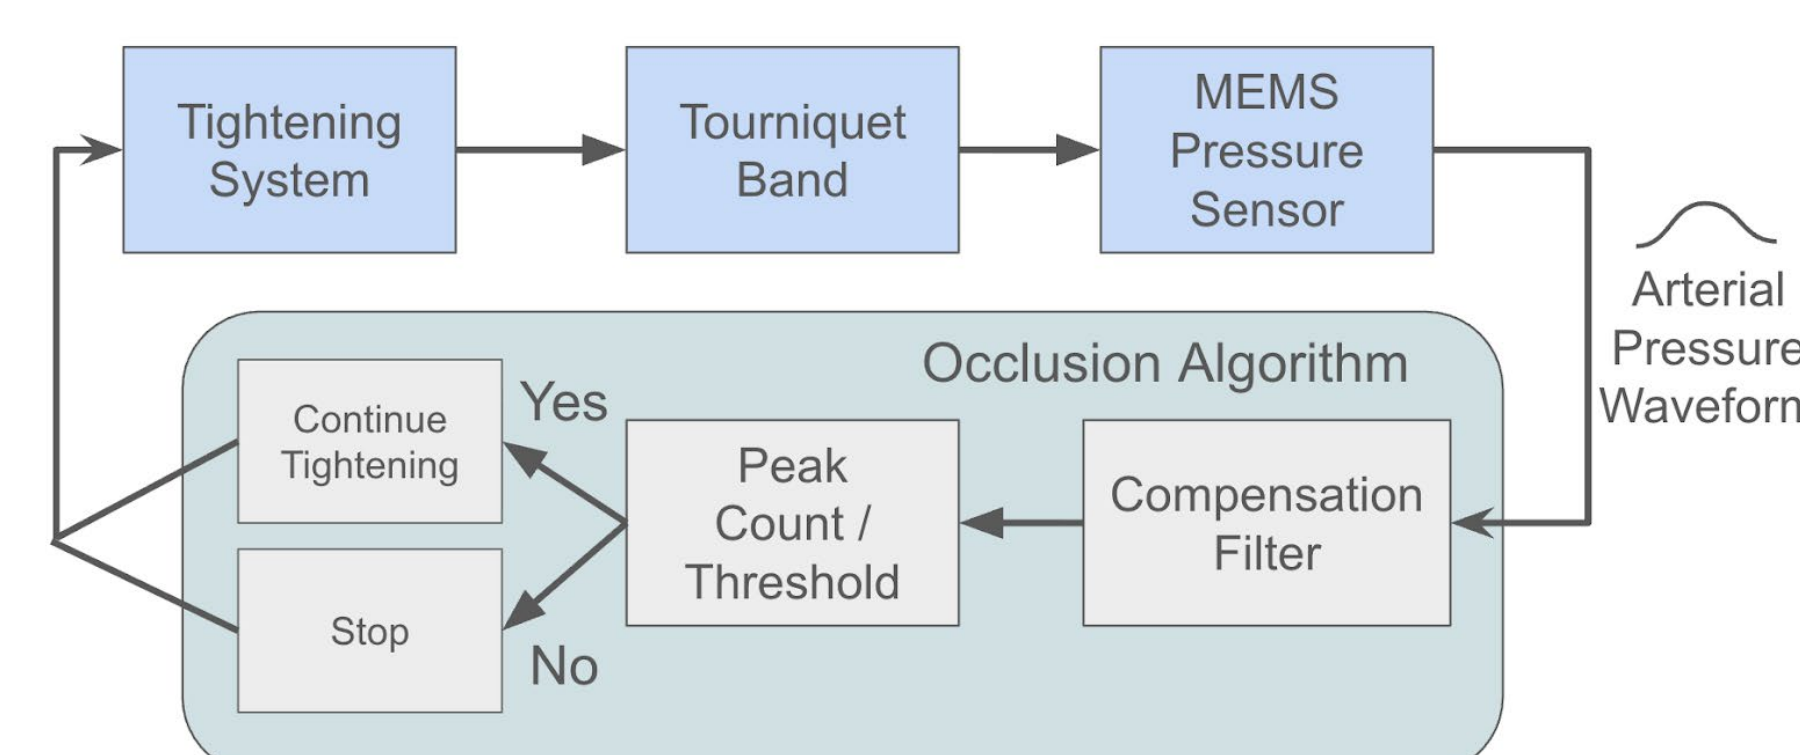 Tightening
System
Tourniquet
Band
MEMS
Pressure
Sensor
Arterial
Pressure
Waveform
Occlusion Algorithm
Continue
Tightening
Yes
Peak
Count /
Threshold
Compensation
Filter
Stop
No